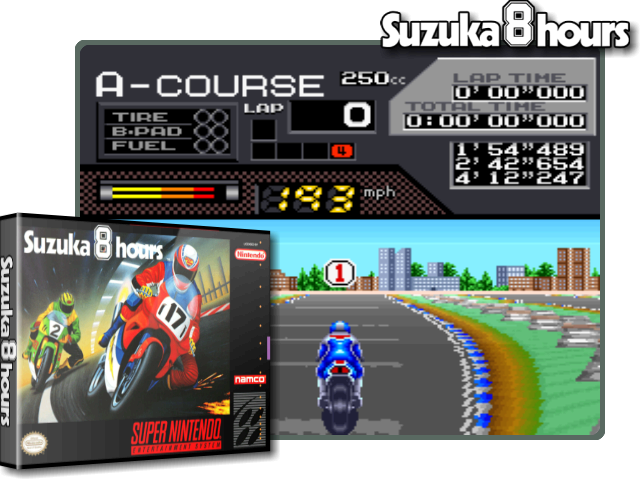 Suzuka 8 hours
A-COURSE 250cc
LAP TIME
0' 00"000
TOTAL TIME
0:00' 00"000
LAP 0
TIRE
B•PAD
FUEL
4
1' 54"489
2' 42"654
4' 12"247
193 mph
1
Suzuka 8 hours
Nintendo
2
17
namco
SUPER NINTENDO
ENTERTAINMENT SYSTEM
Suzuka 8 hours